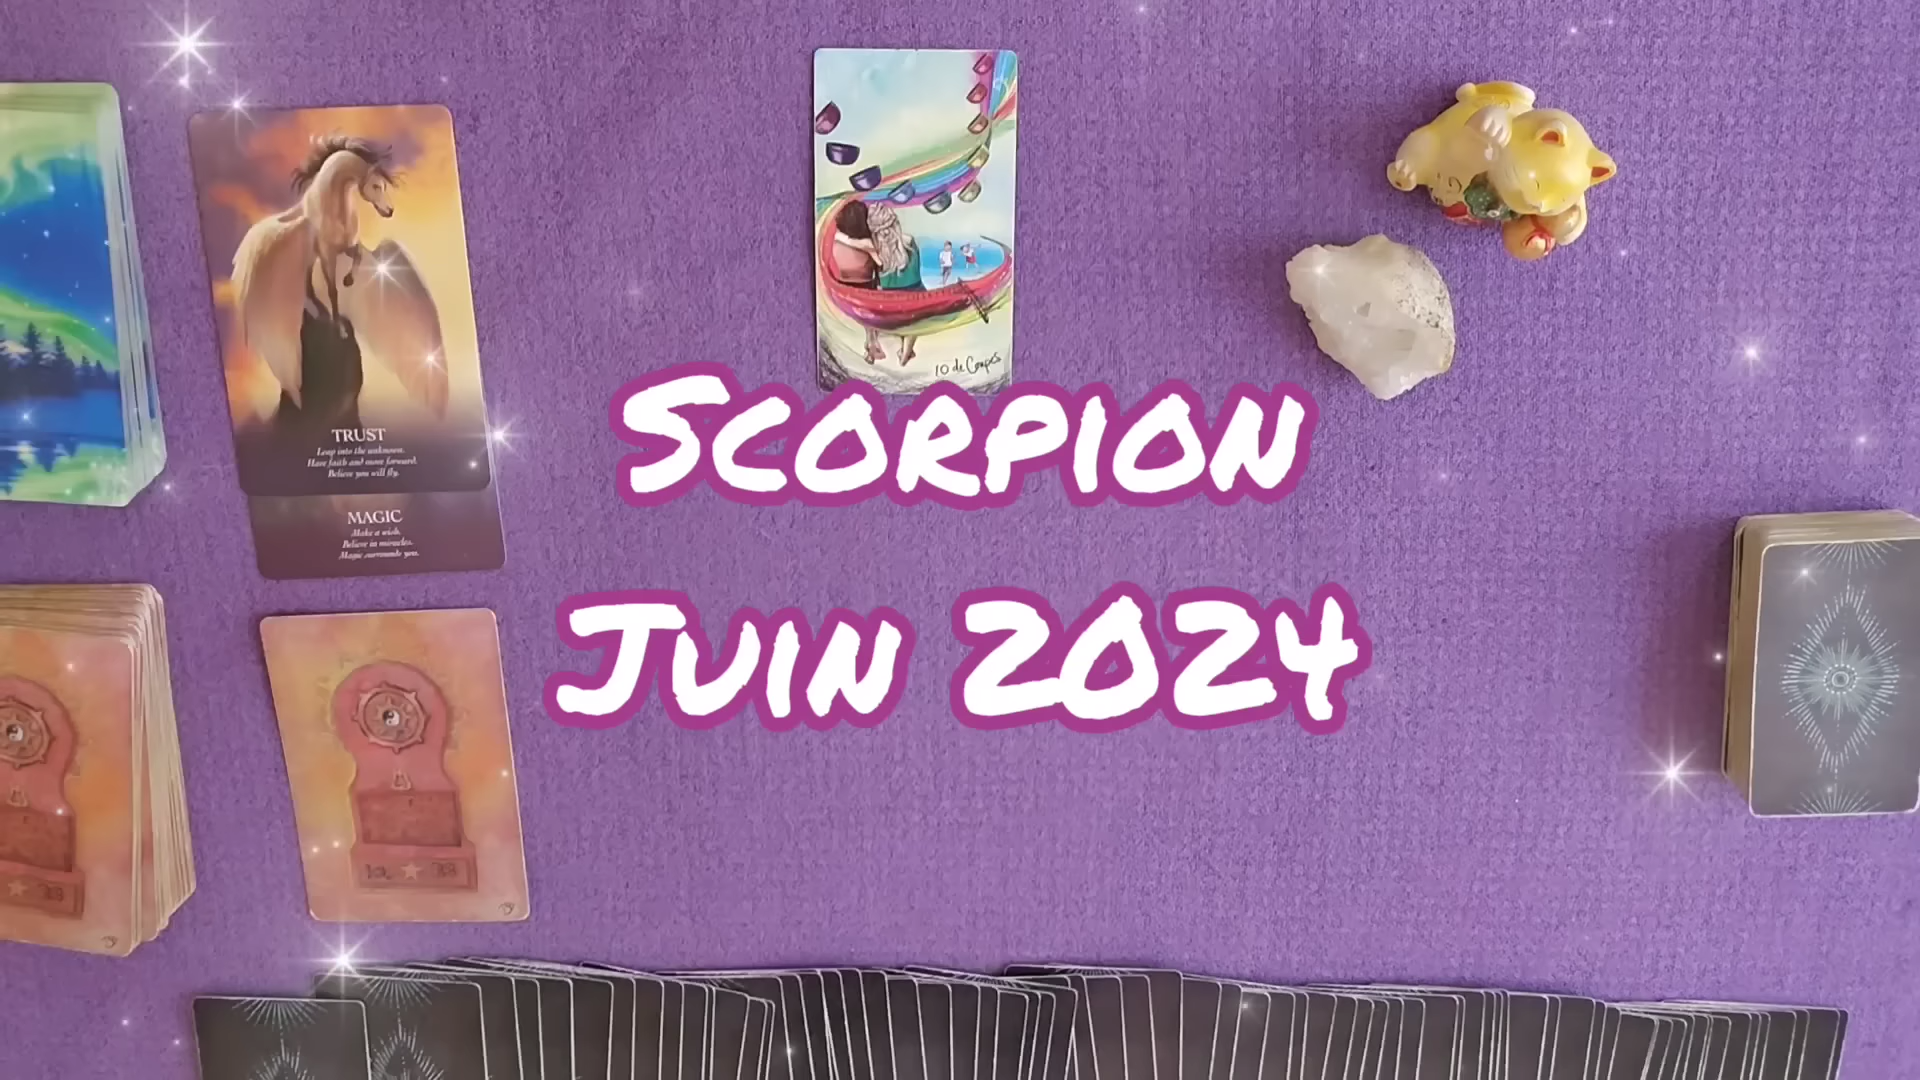 10 de Coupes
TRUST
Leap into the unknown.
Have faith and move forward.
Believe you will fly.
MAGIC
Make a wish.
Believe in miracles.
Magic surrounds you.
SCORPION
JUIN 2024